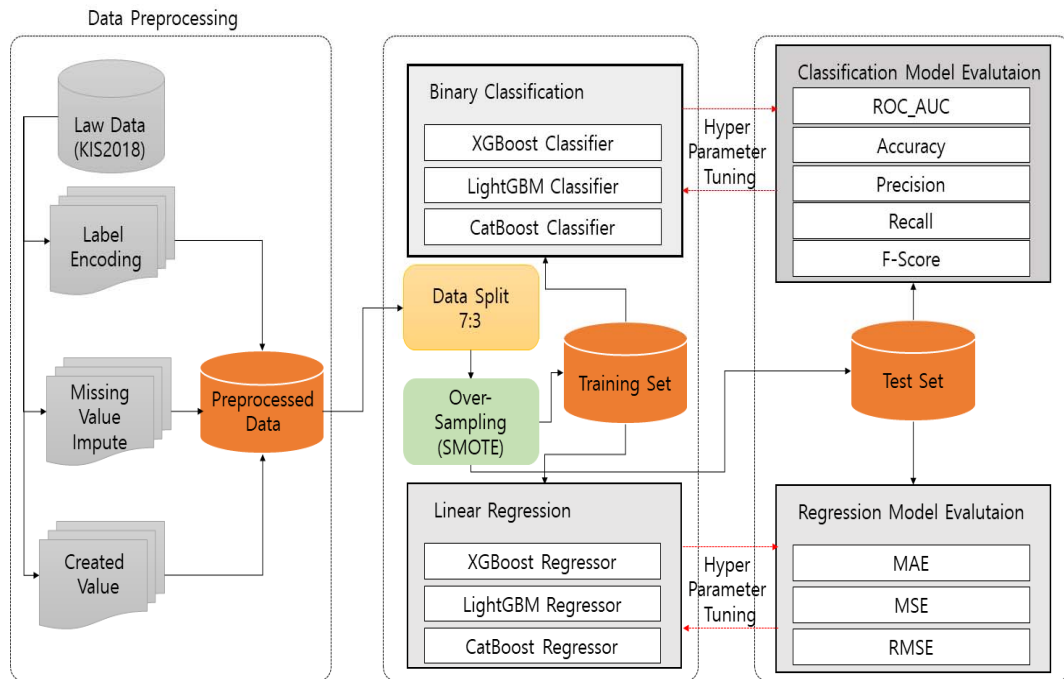 Data Preprocessing
Law Data
(KIS2018)
Label
Encoding
Missing
Value
Impute
Created
Value
Preprocessed
Data
Binary Classification
XGBoost Classifier
LightGBM Classifier
CatBoost Classifier
Data Split
7:3
Over-
Sampling
(SMOTE)
Training Set
Linear Regression
XGBoost Regressor
LightGBM Regressor
CatBoost Regressor
Hyper
Parameter
Tuning
Hyper
Parameter
Tuning
Classification Model Evalutaion
ROC_AUC
Accuracy
Precision
Recall
F-Score
Test Set
Regression Model Evalutaion
MAE
MSE
RMSE